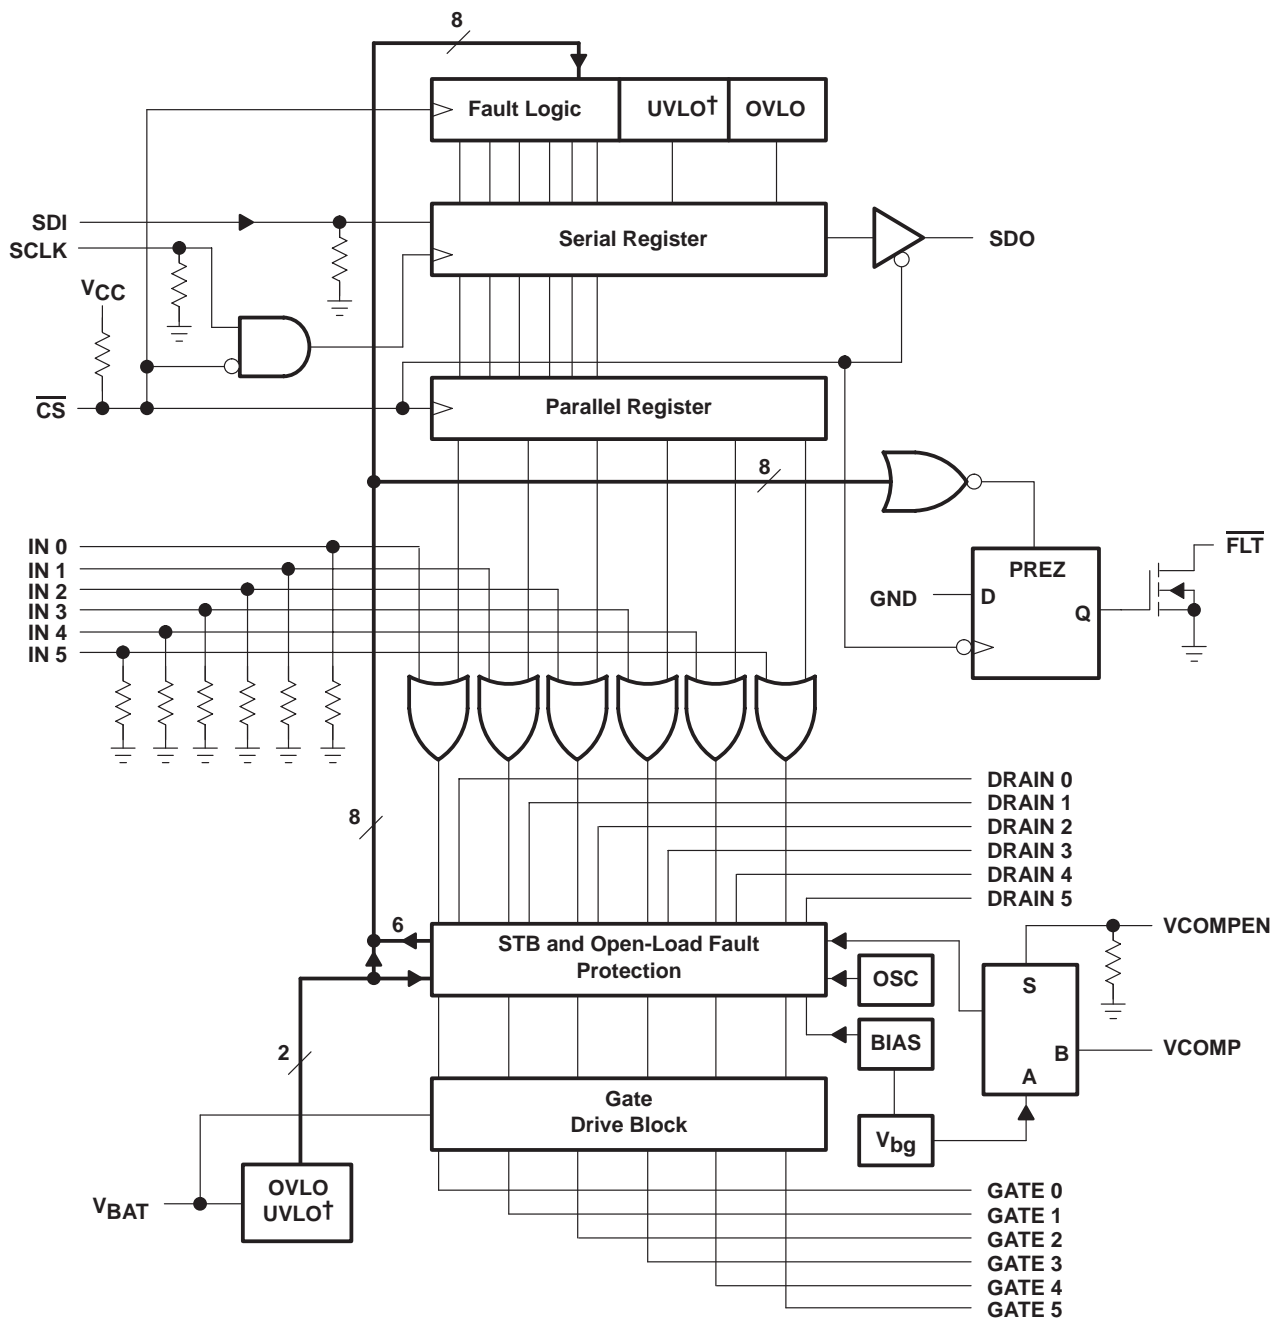 8
Fault Logic
UVLO†
OVLO
SDI
SCLK
Serial Register
SDO
VCC
CS
Parallel Register
8
IN 0
IN 1
IN 2
IN 3
IN 4
IN 5
PREZ
FLT
GND
D
Q
DRAIN 0
DRAIN 1
DRAIN 2
DRAIN 3
DRAIN 4
DRAIN 5
8
6
STB and Open-Load Fault
Protection
VCOMPEN
OSC
S
2
BIAS
B
VCOMP
A
Gate
Drive Block
Vbg
VBAT
OVLO
UVLO†
GATE 0
GATE 1
GATE 2
GATE 3
GATE 4
GATE 5